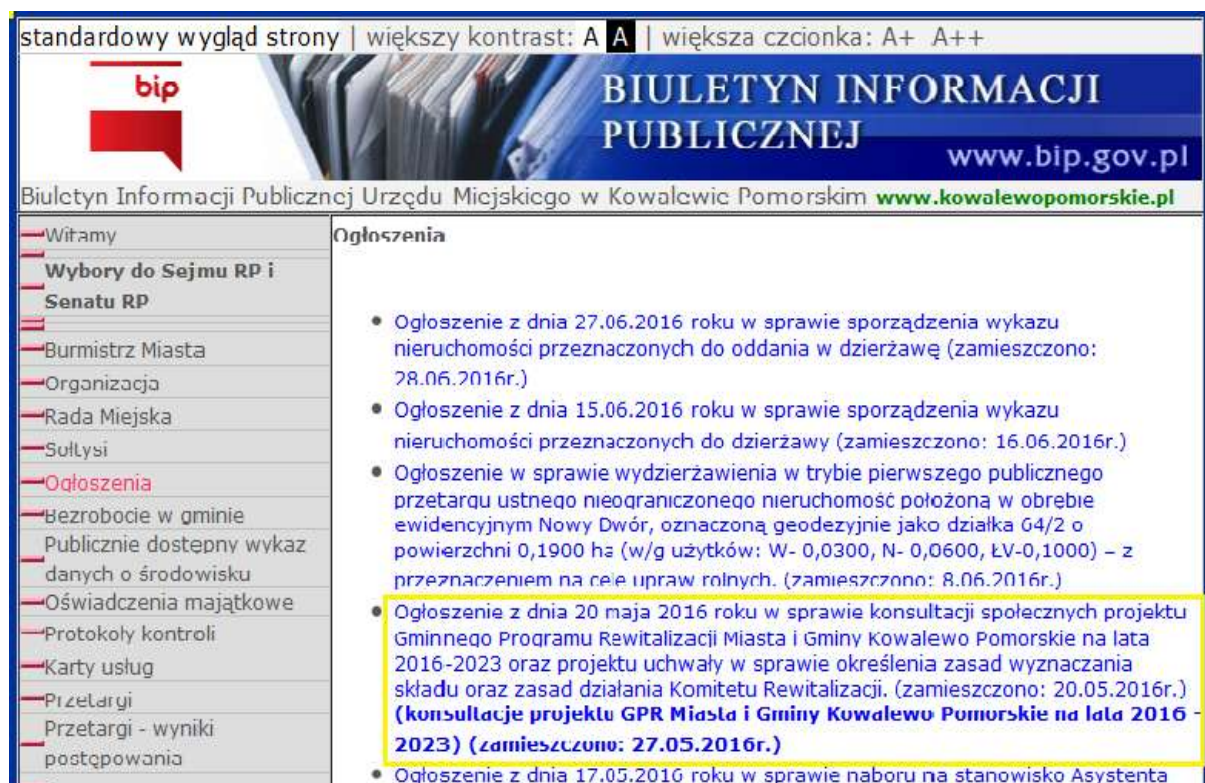 standardowy wygląd strony | większy kontrast: A A | większa czcionka: A+ A++
bip
BIULETYN INFORMACJI
PUBLICZNEJ
www.bip.gov.pl
Biuletyn Informacji Publicznej Urzędu Miejskiego w Kowalewie Pomorskim www.kowalewopomorskie.pl
Witamy
Wybory do Sejmu RP i
Senatu RP
Burmistrz Miasta
Organizacja
Rada Miejska
Sołtysi
Ogłoszenia
Bezrobocie w gminie
Publicznie dostępny wykaz
danych o środowisku
Oświadczenia majątkowe
Protokoły kontroli
Karty usług
Przetargi
Przetargi - wyniki
postępowania
Ogłoszenia
Ogłoszenie z dnia 27.06.2016 roku w sprawie sporządzenia wykazu
nieruchomości przeznaczonych do oddania w dzierżawę (zamieszczono:
28.06.2016r.)
Ogłoszenie z dnia 15.06.2016 roku w sprawie sporządzenia wykazu
nieruchomości przeznaczonych do dzierżawy (zamieszczono: 16.06.2016r.)
Ogłoszenie w sprawie wydzierżawienia w trybie pierwszego publicznego
przetargu ustnego nieograniczonego nieruchomość położoną w obrębie
ewidencyjnym Nowy Dwór, oznaczoną geodezyjnie jako działka 64/2 o
powierzchni 0,1900 ha (w/g użytków: W- 0,0300, N- 0,0600, ŁV-0,1000) – z
przeznaczeniem na cele upraw rolnych. (zamieszczono: 8.06.2016r.)
Ogłoszenie z dnia 20 maja 2016 roku w sprawie konsultacji społecznych projektu
Gminnego Programu Rewitalizacji Miasta i Gminy Kowalewo Pomorskie na lata
2016-2023 oraz projektu uchwały w sprawie określenia zasad wyznaczania
składu oraz zasad działania Komitetu Rewitalizacji. (zamieszczono: 20.05.2016r.)
(konsultacje projektu GPR Miasta i Gminy Kowalewo Pomorskie na lata 2016 -
2023) (zamieszczono: 27.05.2016r.)
Ogłoszenie z dnia 17.05.2016 roku w sprawie naboru na stanowisko Asystenta